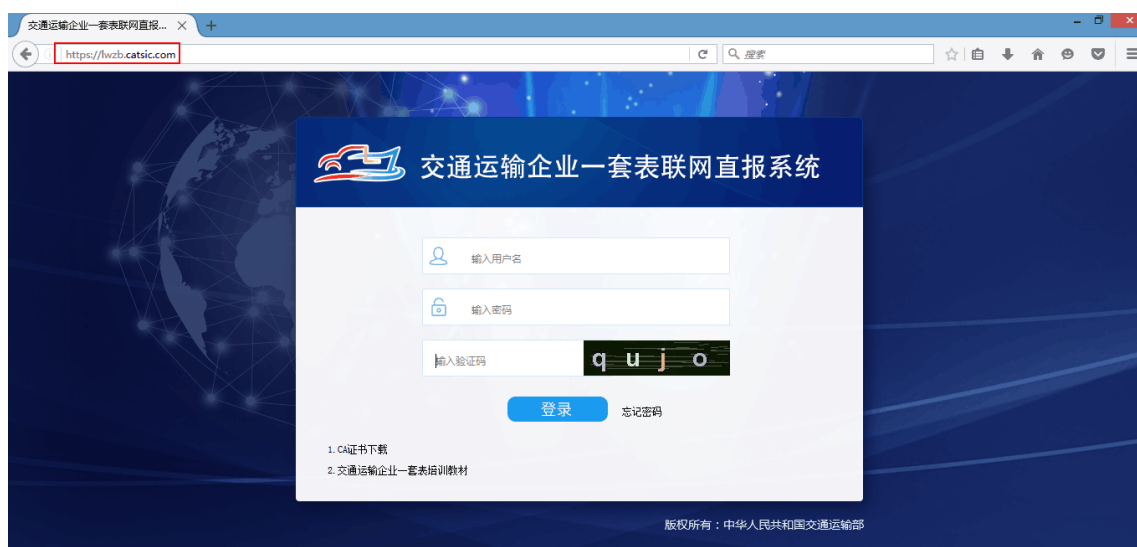 交通运输企业一套表联网直报...
https://lwzb.catsic.com
搜索
交通运输企业一套表联网直报系统
输入用户名
输入密码
输入验证码
q u j o
登录
忘记密码
1. CA证书下载
2. 交通运输企业一套表培训教材
版权所有：中华人民共和国交通运输部